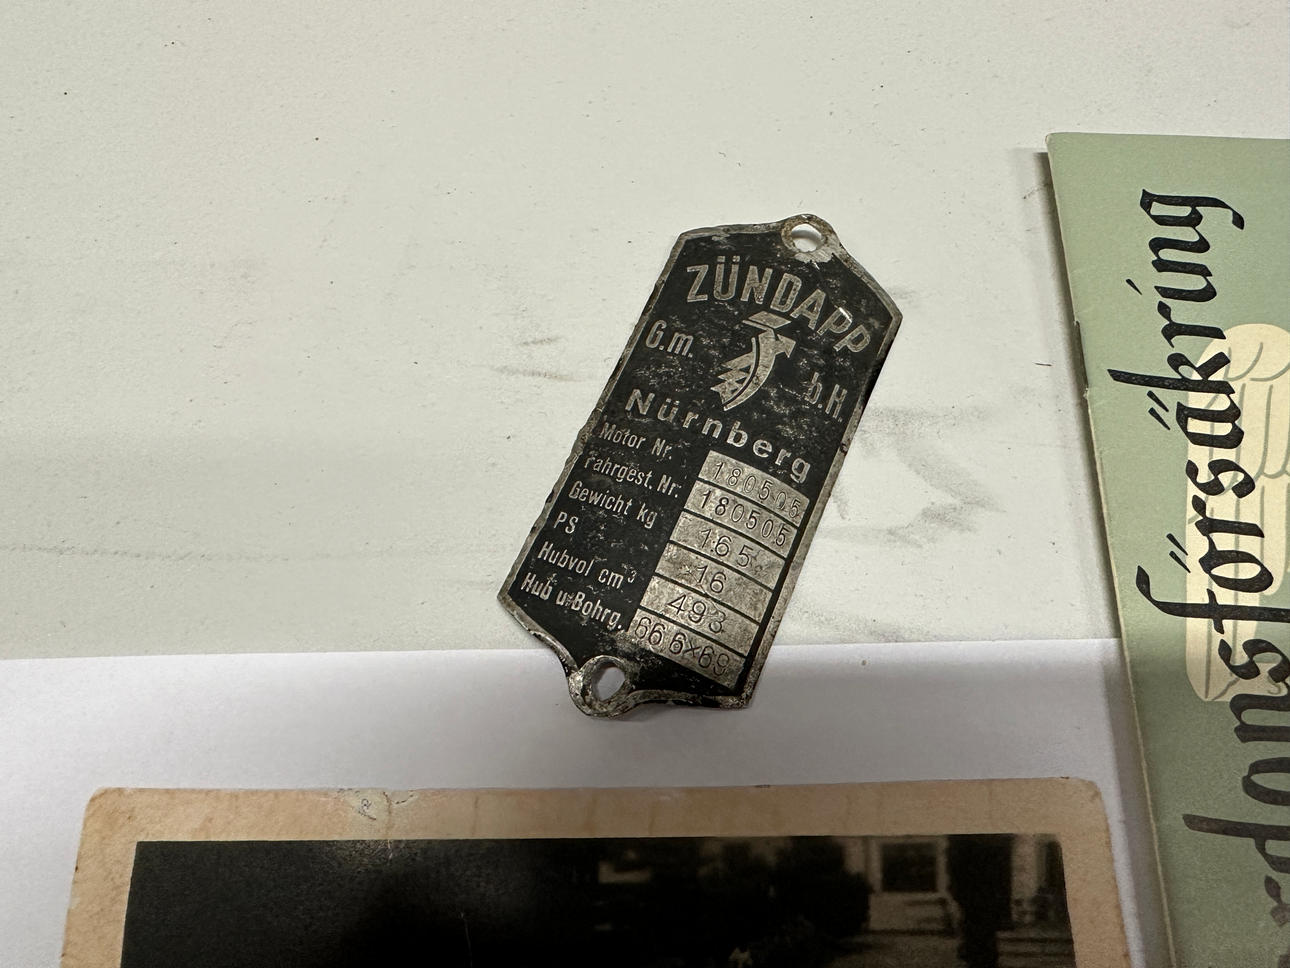 ZÜNDAPP
G.m. b.H.
Nürnberg
Motor Nr. 180505
Fahrgest. Nr. 180505
Gewicht kg 165
PS 16
Hubvol cm³ 493
Hub u. Bohrg. 66,6×69
försäkring